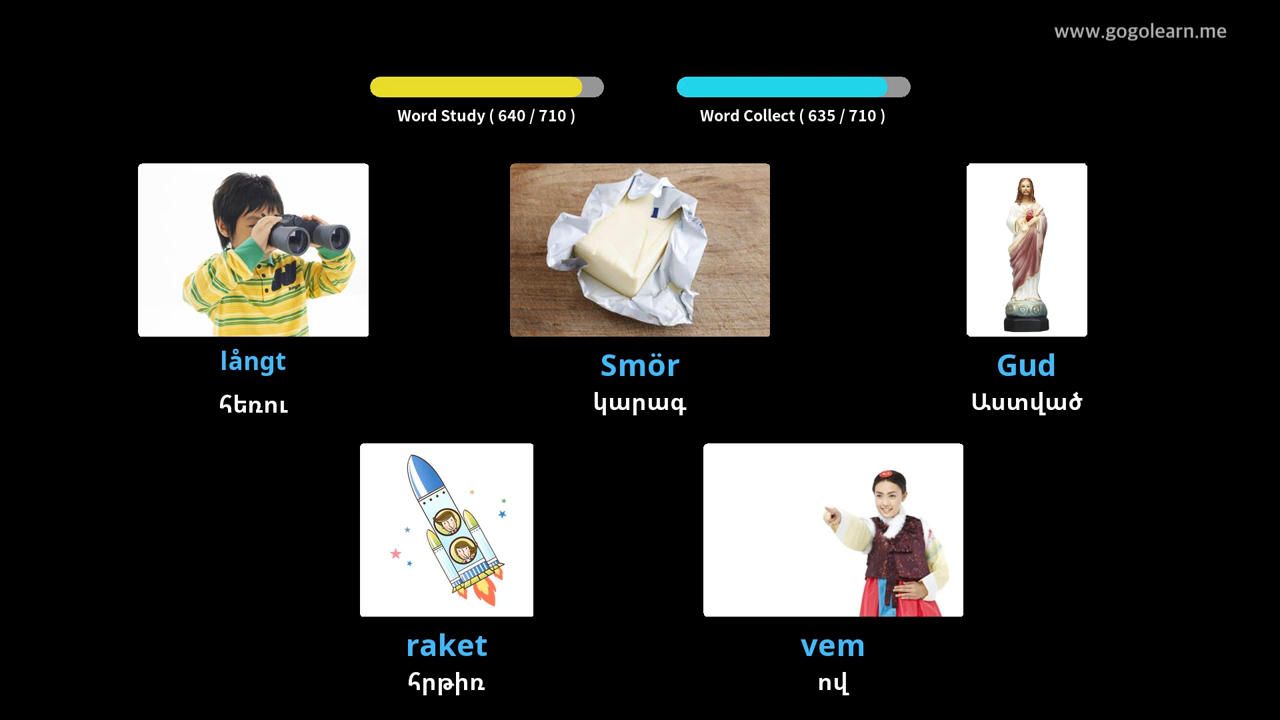 www.gogolearn.me
Word Study ( 640 / 710 )
Word Collect ( 635 / 710 )
långt
հեռու
Smör
կարագ
Gud
Աստված
raket
հրթիռ
vem
ով